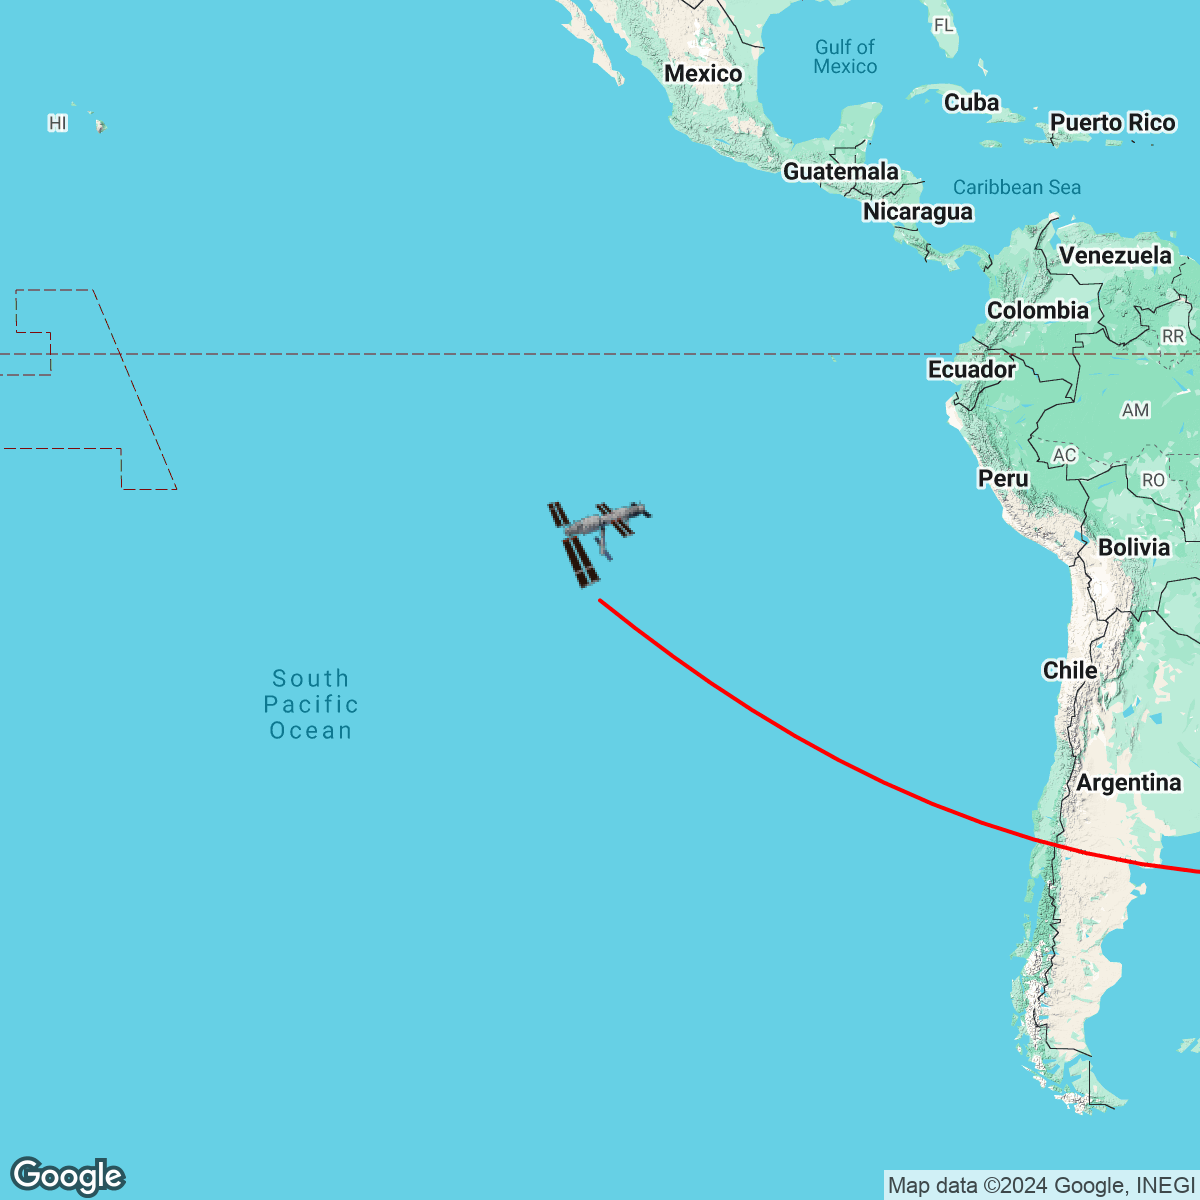 FL
Gulf of
Mexico
Mexico
Cuba
HI
Puerto Rico
Guatemala
Caribbean Sea
Nicaragua
Venezuela
Colombia
RR
Ecuador
AM
AC
Peru
RO
Bolivia
South
Pacific
Ocean
Chile
Argentina
Google
Map data ©2024 Google, INEGI